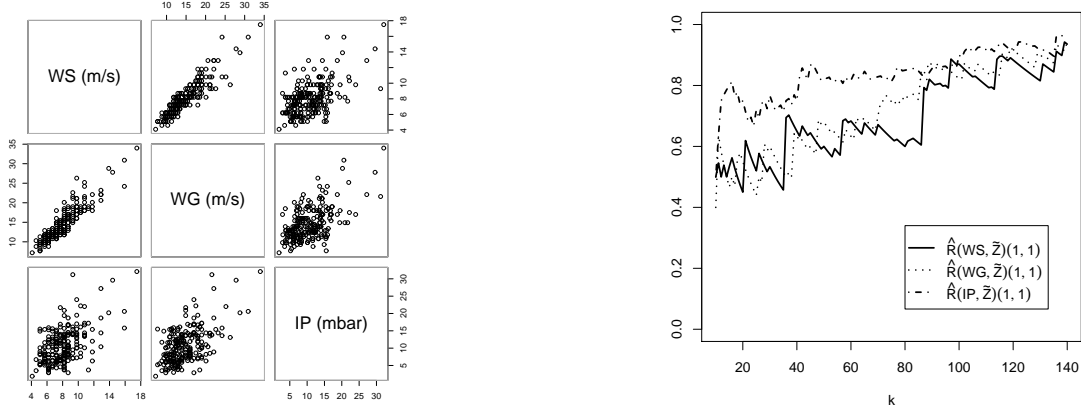 10 15 20 25 30 35
WS (m/s)
4 6 8 10 12 14 16 18
10 15 20 25 30 35
WG (m/s)
IP (mbar)
5 10 15 20 25 30
4 6 8 10 14 18
5 10 15 20 25 30
0.0 0.2 0.4 0.6 0.8 1.0
R̂(WS, Z̃)(1, 1)
R̂(WG, Z̃)(1, 1)
R̂(IP, Z̃)(1, 1)
20 40 60 80 100 120 140
k